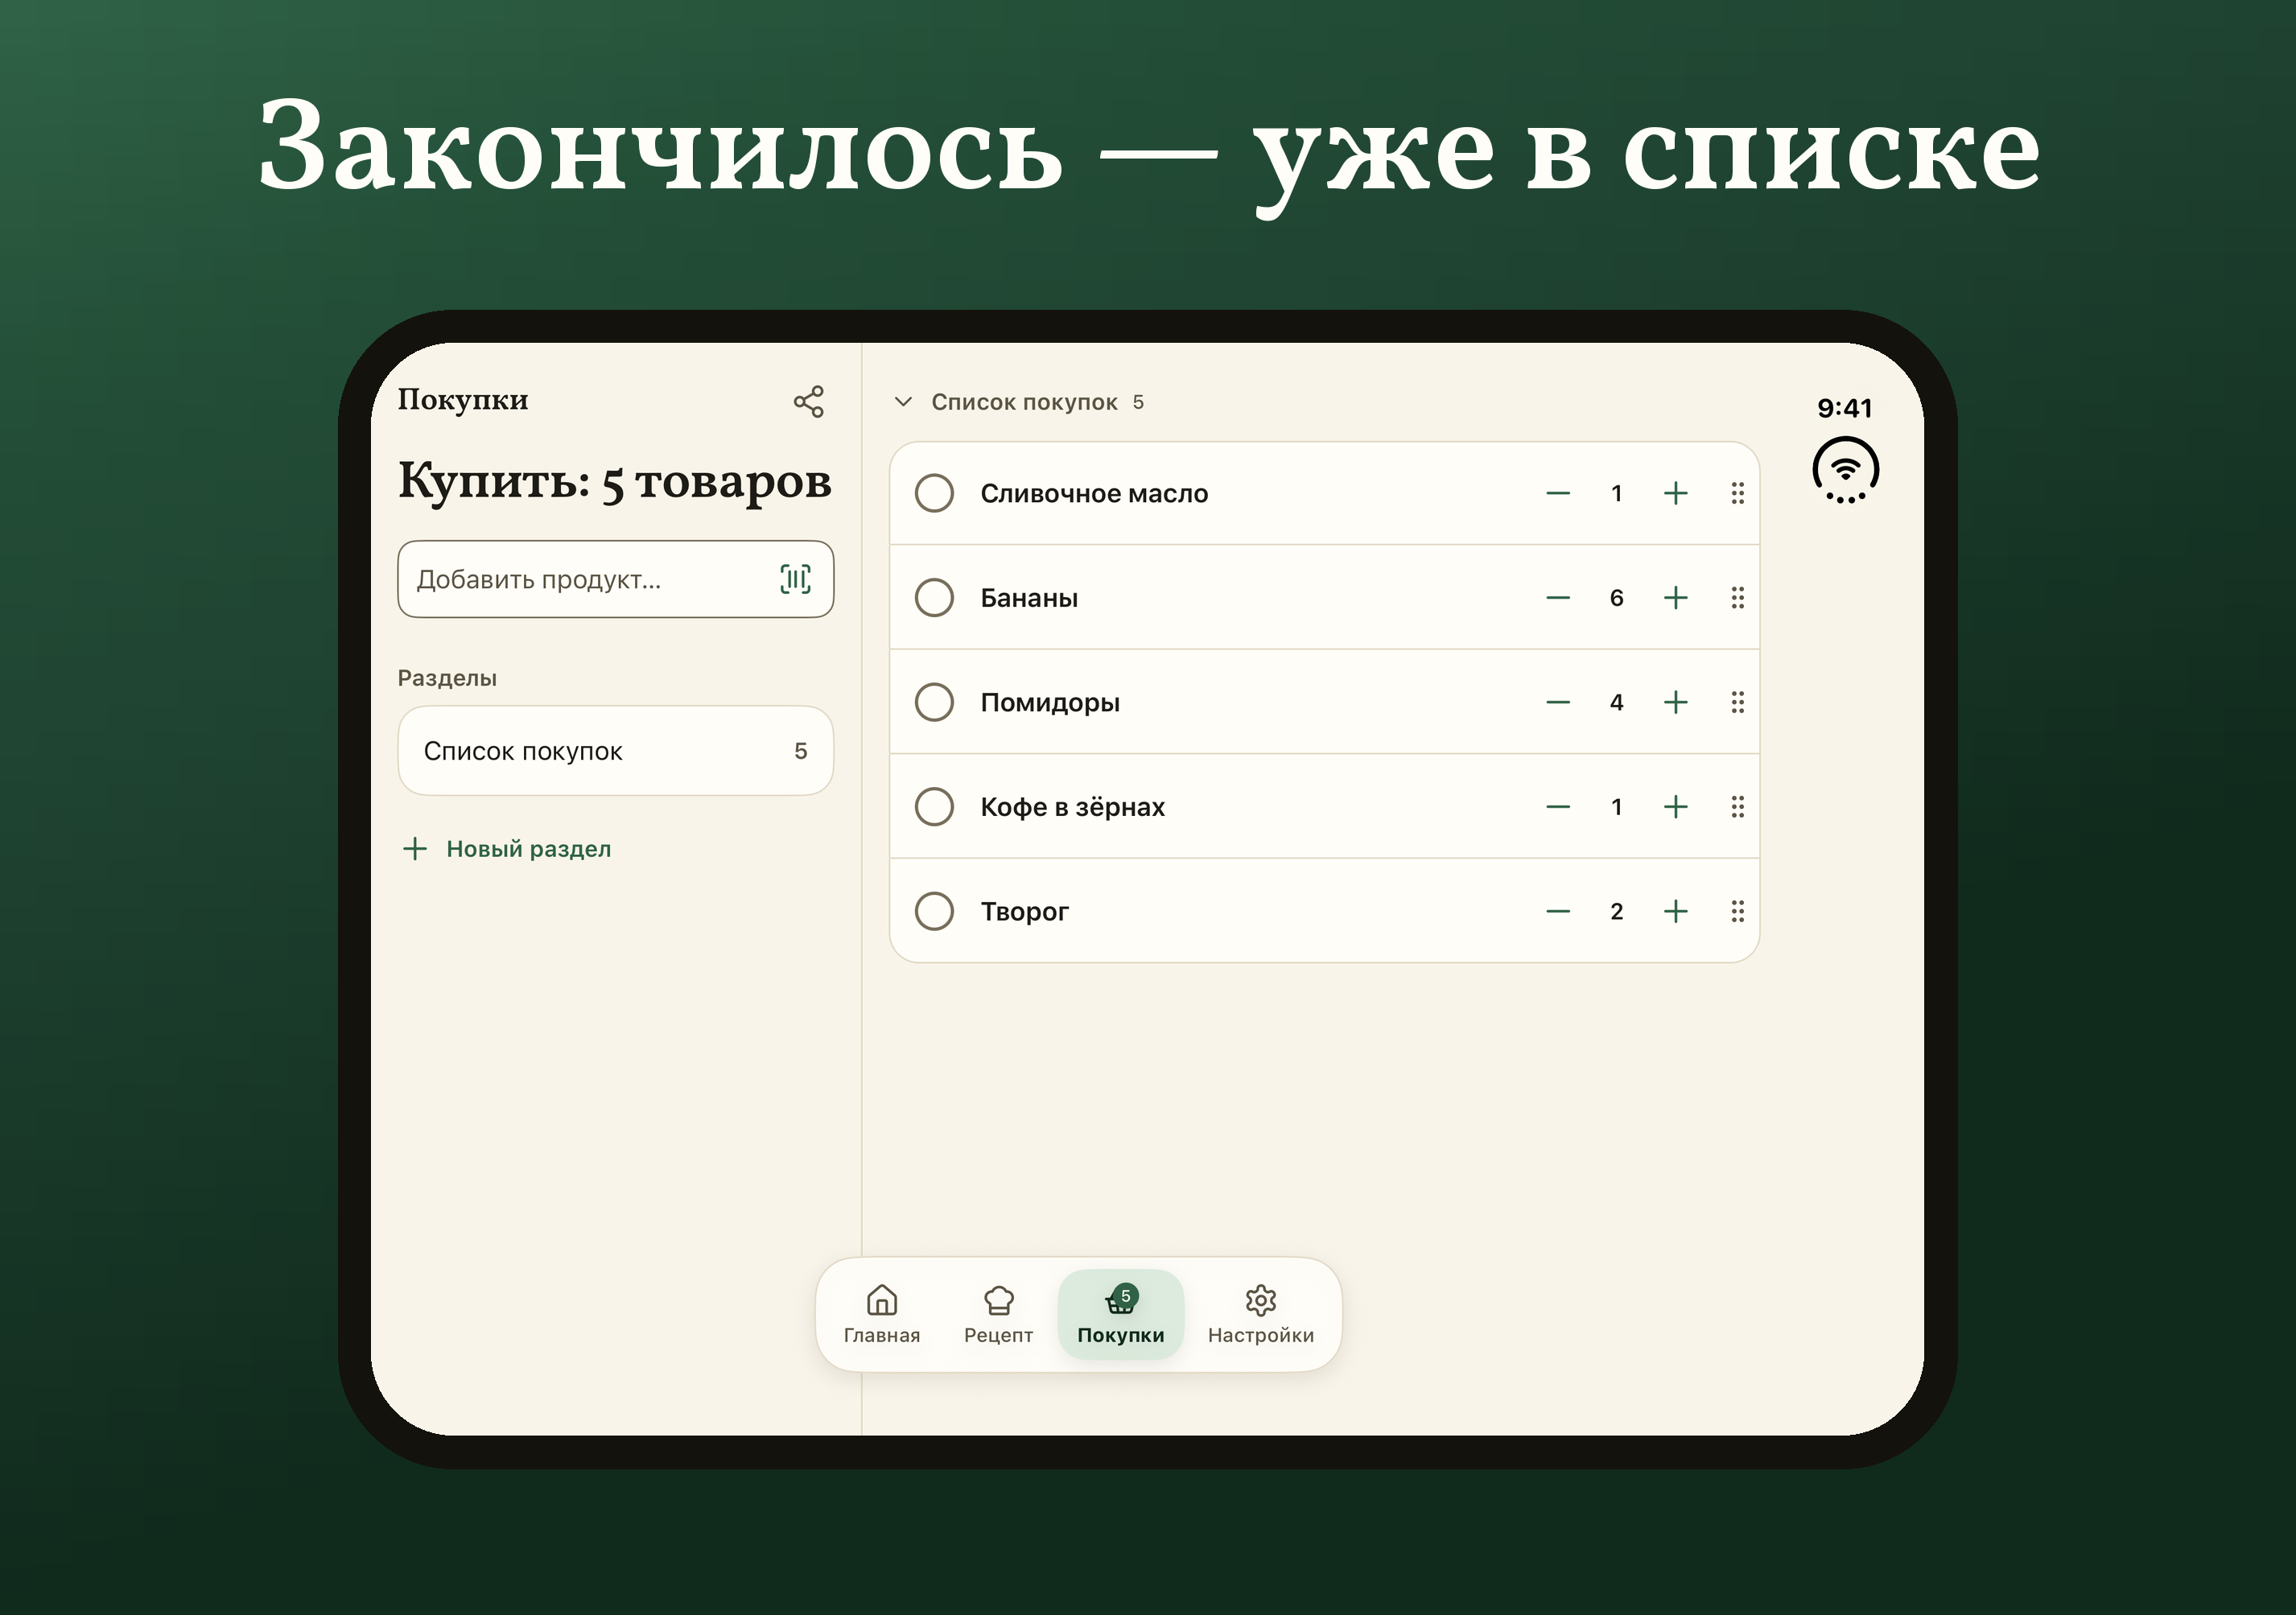 Закончилось — уже в списке
Покупки
Купить: 5 товаров
Добавить продукт...
Разделы
Список покупок 5
Новый раздел
Список покупок 5
Сливочное масло 1
Бананы 6
Помидоры 4
Кофе в зёрнах 1
Творог 2
9:41
Главная
Рецепт
5
Покупки
Настройки